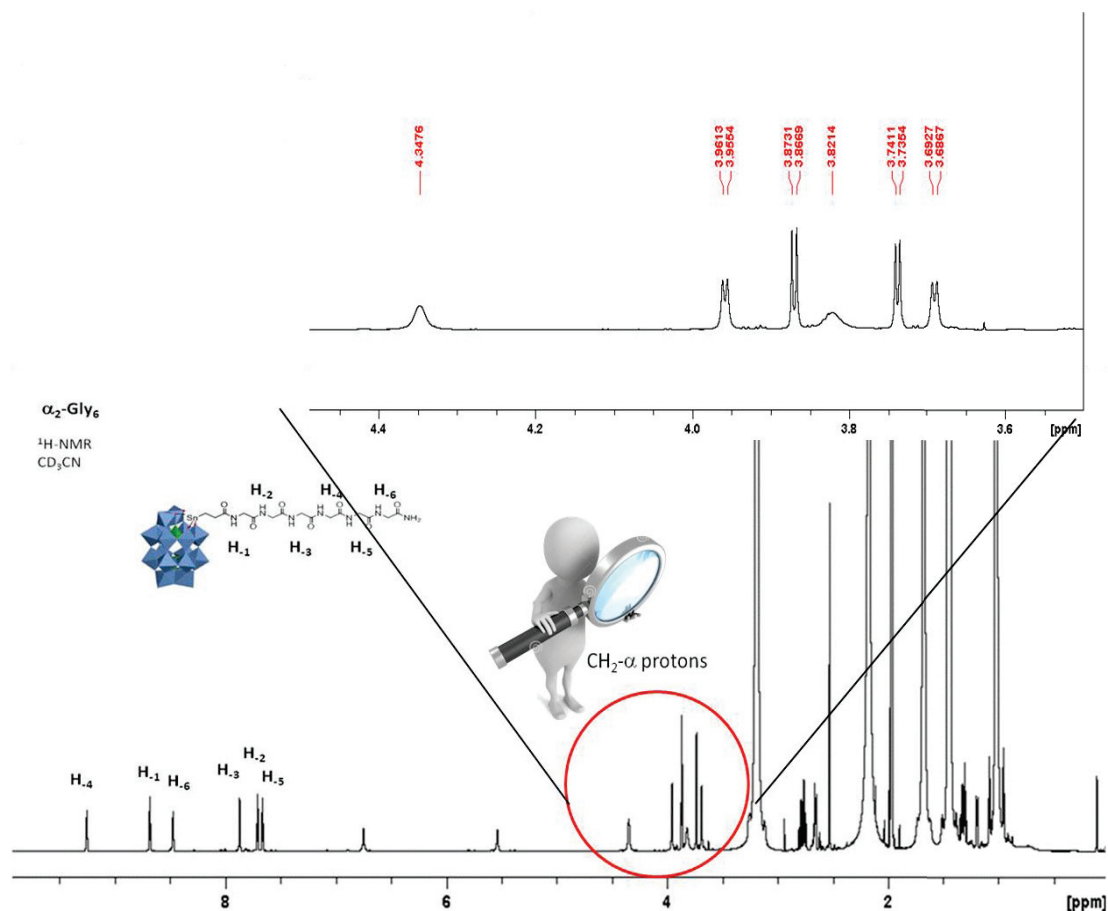 4.3476
3.9613
3.9554
3.8731
3.8669
3.8214
3.7411
3.7354
3.6927
3.6867
4.4 4.2 4.0 3.8 3.6 [ppm]
α₂-Gly₆
¹H-NMR
CD₃CN
H-2 H-4 H-6
Sn O N H O N H O N H O N H O N H O N H O NH₂
H-1 H-3 H-5
CH₂-α protons
H-4 H-1 H-6 H-3 H-2 H-5
8 6 4 2 [ppm]